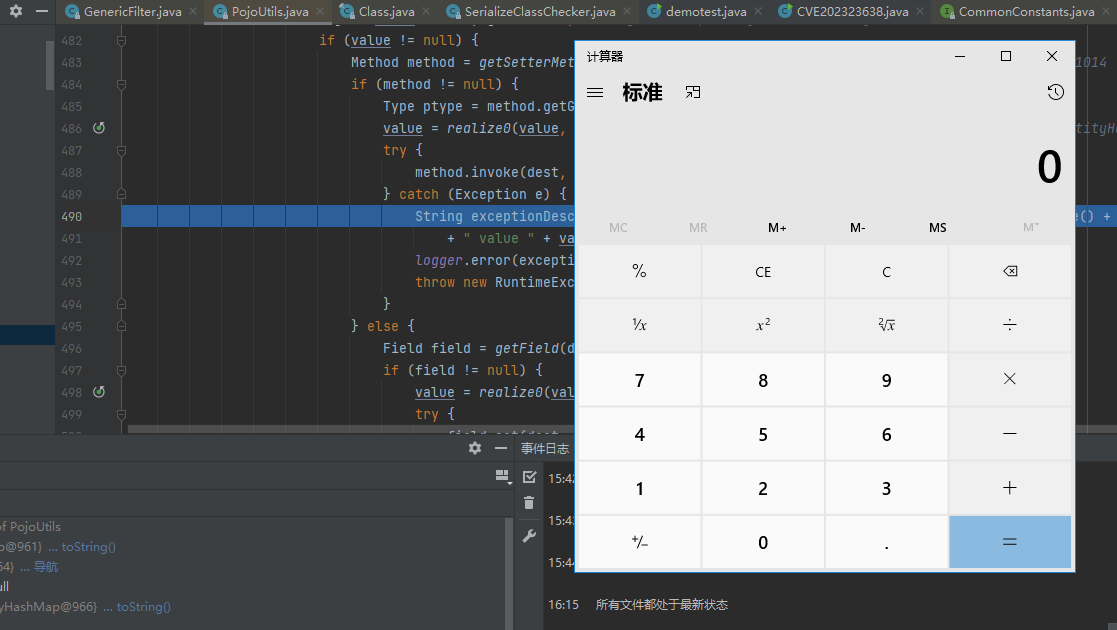 GenericFilter.java PojoUtils.java Class.java SerializeClassChecker.java demotest.java CVE202323638.java CommonConstants.java
482 if (value != null) {
483 Method method = getSetterMet 1014
484 if (method != null) {
485 Type ptype = method.getG
486 value = realize0(value, tityHa
487 try {
488 method.invoke(dest,
489 } catch (Exception e) {
490 String exceptionDesc e() +
491 + " value " + va
492 logger.error(excepti
493 throw new RuntimeExc
494 }
495 } else {
496 Field field = getField(d
497 if (field != null) {
498 value = realize0(val
499 try {
计算器
标准
0
MC MR M+ M- MS M˅
% CE C
⅟x x² ²√x ÷
7 8 9 ×
4 5 6 −
1 2 3 +
+/− 0 . =
事件日志
15:42
15:43
15:44
16:15 所有文件都处于最新状态
of PojoUtils
p@961} ... toString()
64} ... 导航
ull
yHashMap@966} ... toString()